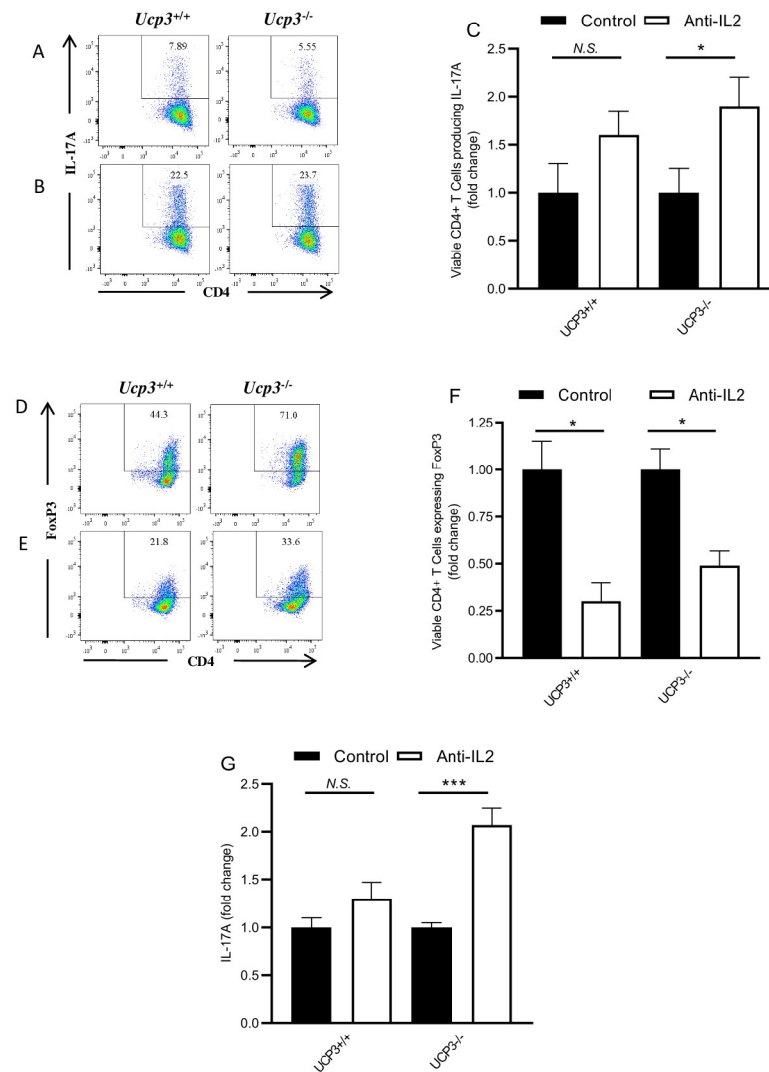 Ucp3+/+ Ucp3-/-
A
7.89 5.55
B
22.5 23.7
IL-17A
CD4
C
Control Anti-IL2
N.S. *
Viable CD4+ T Cells producing IL-17A
(fold change)
2.5
2.0
1.5
1.0
0.5
0.0
UCP3+/+ UCP3-/-
Ucp3+/+ Ucp3-/-
D
44.3 71.0
E
21.8 33.6
FoxP3
CD4
F
Control Anti-IL2
* *
Viable CD4+ T Cells expressing FoxP3
(fold change)
1.25
1.00
0.75
0.50
0.25
0.00
UCP3+/+ UCP3-/-
G
Control Anti-IL2
N.S. ***
IL-17A (fold change)
2.5
2.0
1.5
1.0
0.5
0.0
UCP3+/+ UCP3-/-